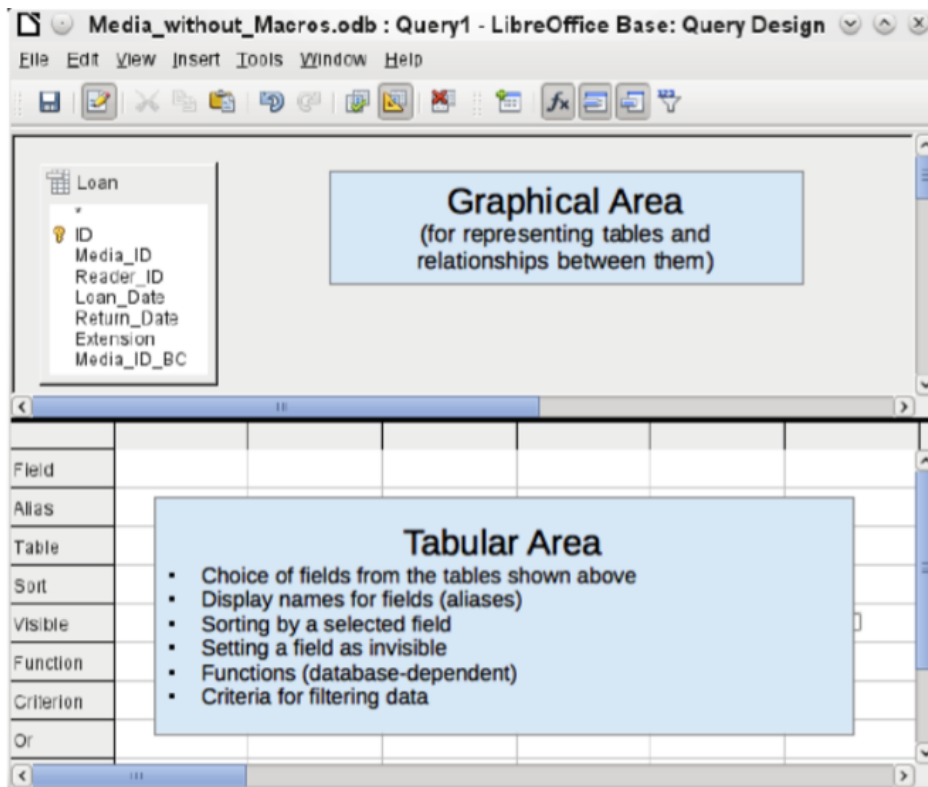 Media_without_Macros.odb : Query1 - LibreOffice Base: Query Design
File Edit View Insert Tools Window Help
fx
123
Loan
*
ID
Media_ID
Reader_ID
Loan_Date
Return_Date
Extension
Media_ID_BC
Graphical Area
(for representing tables and
relationships between them)
Field
Alias
Table
Sort
Visible
Function
Criterion
Or
Tabular Area
▪ Choice of fields from the tables shown above
▪ Display names for fields (aliases)
▪ Sorting by a selected field
▪ Setting a field as invisible
▪ Functions (database-dependent)
▪ Criteria for filtering data